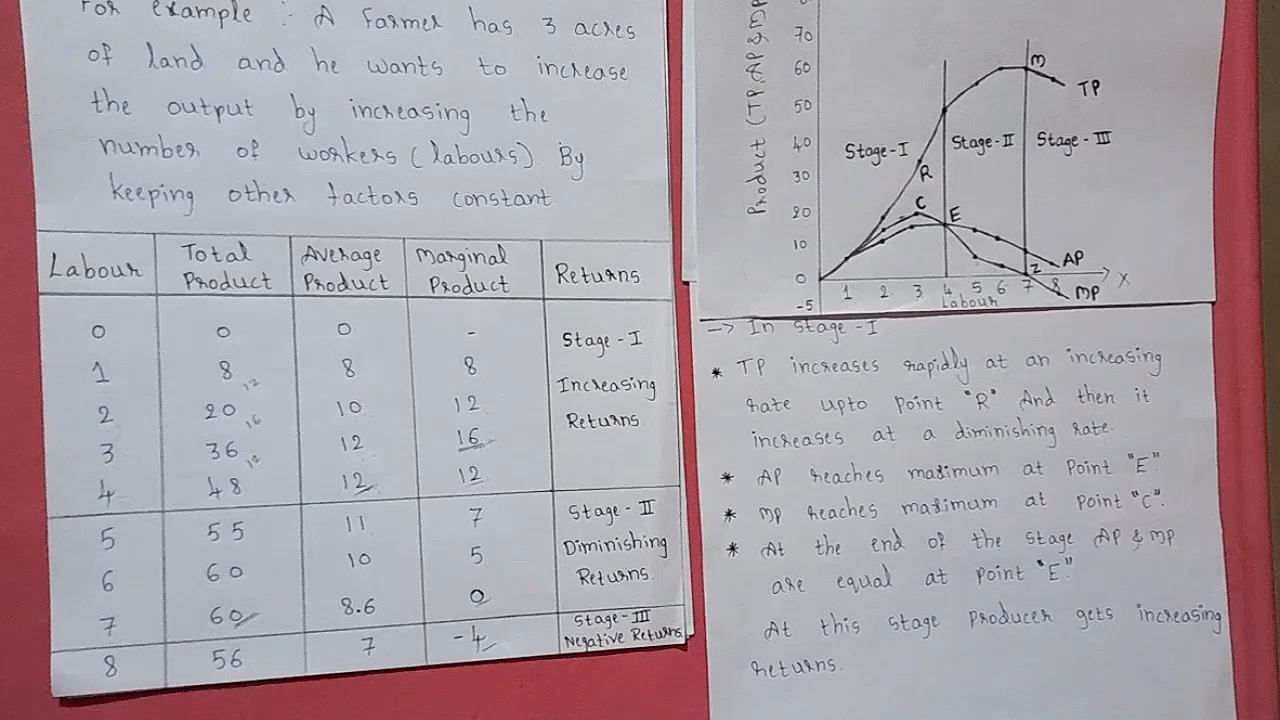 For example :- A Farmer has 3 acres
of land and he wants to increase
the output by increasing the
number of workers (labours) By
keeping other factors constant.
Labour Total Product Average Product Marginal Product Returns
0 0 0 - Stage-I
1 8 8 8 Increasing
12
2 20 10 12 Returns
16
3 36 12 16
12
4 48 12 12
5 55 11 7 Stage-II
6 60 10 5 Diminishing Returns.
7 60 8.6 0
8 56 7 -4 Stage-III Negative Returns
Product (TP, AP & MP
70
60
50
40
30
20
10
0
-5
Stage-I Stage-II Stage-III
M
TP
R
C
E
AP
Z
MP
X
1 2 3 4 5 6 7 8
Labour
-> In Stage-I
* TP increases rapidly at an increasing
rate upto Point "R" And then it
increases at a diminishing rate.
* AP reaches maximum at Point "E"
* MP reaches maximum at Point "C".
* At the end of the Stage AP & MP
are equal at point "E"
At this stage Producer gets increasing
returns.